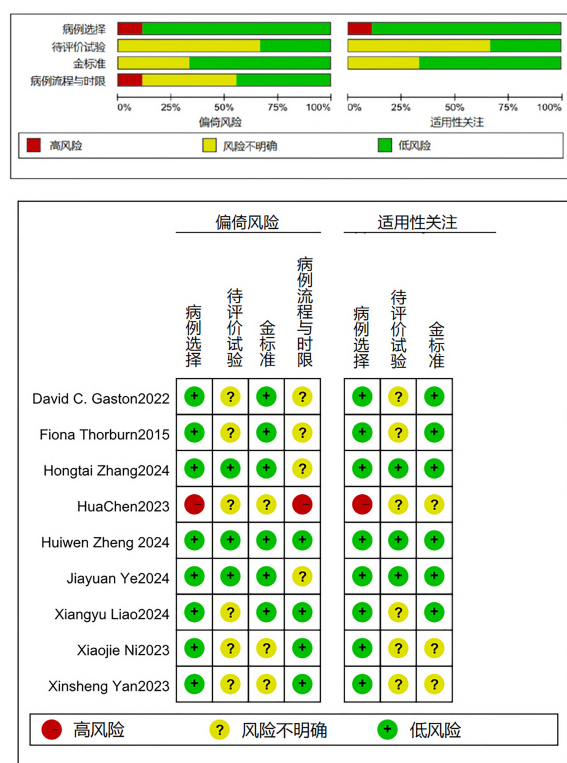 病例选择
待评价试验
金标准
病例流程与时限
0% 25% 50% 75% 100% 0% 25% 50% 75% 100%
偏倚风险 适用性关注
高风险 风险不明确 低风险
偏倚风险 适用性关注
病例选择 待评价试验 金标准 病例流程与时限 病例选择 待评价试验 金标准
David C. Gaston2022 + ? + ? + ? +
Fiona Thorburn2015 + ? + ? + ? +
Hongtai Zhang2024 + + + ? + + +
HuaChen2023 - ? ? - - ? ?
Huiwen Zheng 2024 + + + + + + +
Jiayuan Ye2024 + + + ? + + +
Xiangyu Liao2024 + ? + + + ? +
Xiaojie Ni2023 + ? ? + + ? ?
Xinsheng Yan2023 + ? ? + + ? ?
- 高风险 ? 风险不明确 + 低风险